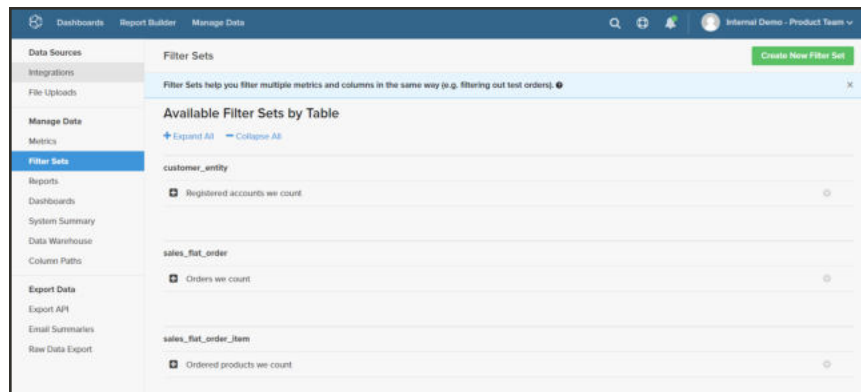 Dashboards Report Builder Manage Data Internal Demo - Product Team
Data Sources
Integrations
File Uploads
Manage Data
Metrics
Filter Sets
Reports
Dashboards
System Summary
Data Warehouse
Column Paths
Export Data
Export API
Email Summaries
Raw Data Export
Filter Sets
Create New Filter Set
Filter Sets help you filter multiple metrics and columns in the same way (e.g. filtering out test orders).
Available Filter Sets by Table
Expand All Collapse All
customer_entity
Registered accounts we count
sales_flat_order
Orders we count
sales_flat_order_item
Ordered products we count